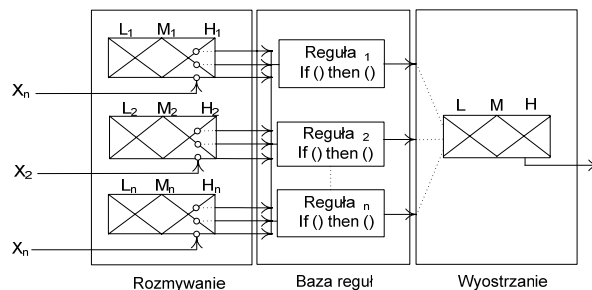 L1 M1 H1
Xn
L2 M2 H2
X2
Ln Mn Hn
Xn
Rozmywanie
Reguła 1
If () then ()
Reguła 2
If () then ()
Reguła n
If () then ()
Baza reguł
L M H
Wyostrzanie